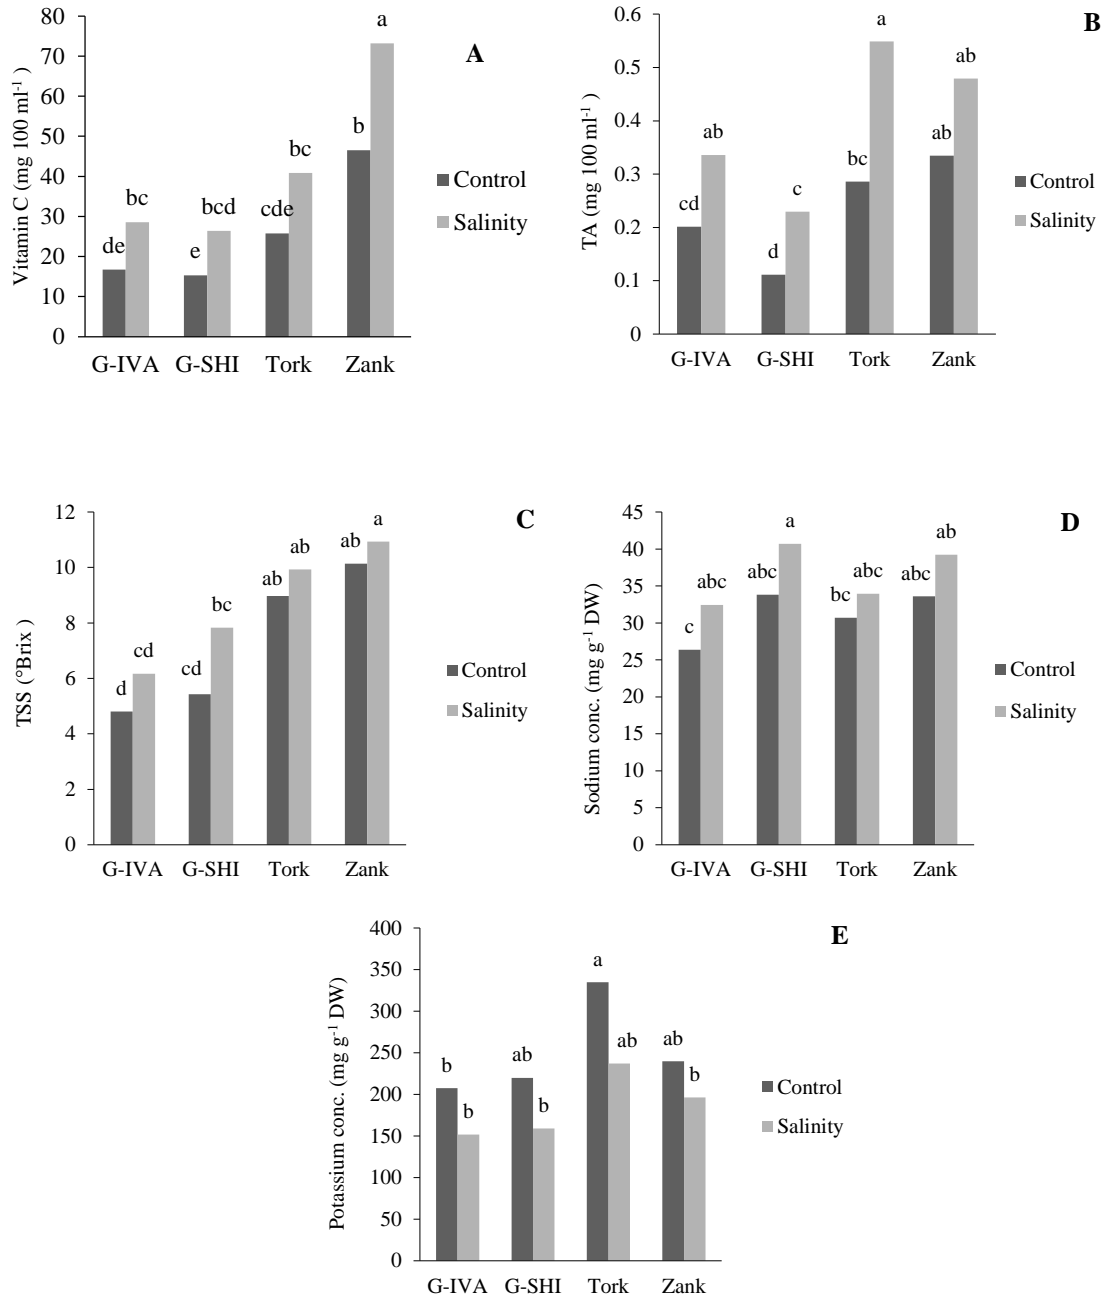 A
Vitamin C (mg 100 ml⁻¹ )
80
70
60
50
40
30
20
10
0
de
bc
e
bcd
cde
bc
b
a
G-IVA G-SHI Tork Zank
Control
Salinity
B
TA (mg 100 ml⁻¹ )
0.6
0.5
0.4
0.3
0.2
0.1
0
cd
ab
d
c
bc
a
ab
ab
G-IVA G-SHI Tork Zank
Control
Salinity
C
TSS (°Brix )
12
10
8
6
4
2
0
d
cd
cd
bc
ab
ab
ab
a
G-IVA G-SHI Tork Zank
Control
Salinity
D
Sodium conc. (mg g⁻¹ DW)
45
40
35
30
25
20
15
10
5
0
c
abc
abc
a
bc
abc
abc
ab
G-IVA G-SHI Tork Zank
Control
Salinity
E
Potassium conc. (mg g⁻¹ DW)
400
350
300
250
200
150
100
50
0
b
b
ab
b
a
ab
ab
b
G-IVA G-SHI Tork Zank
Control
Salinity